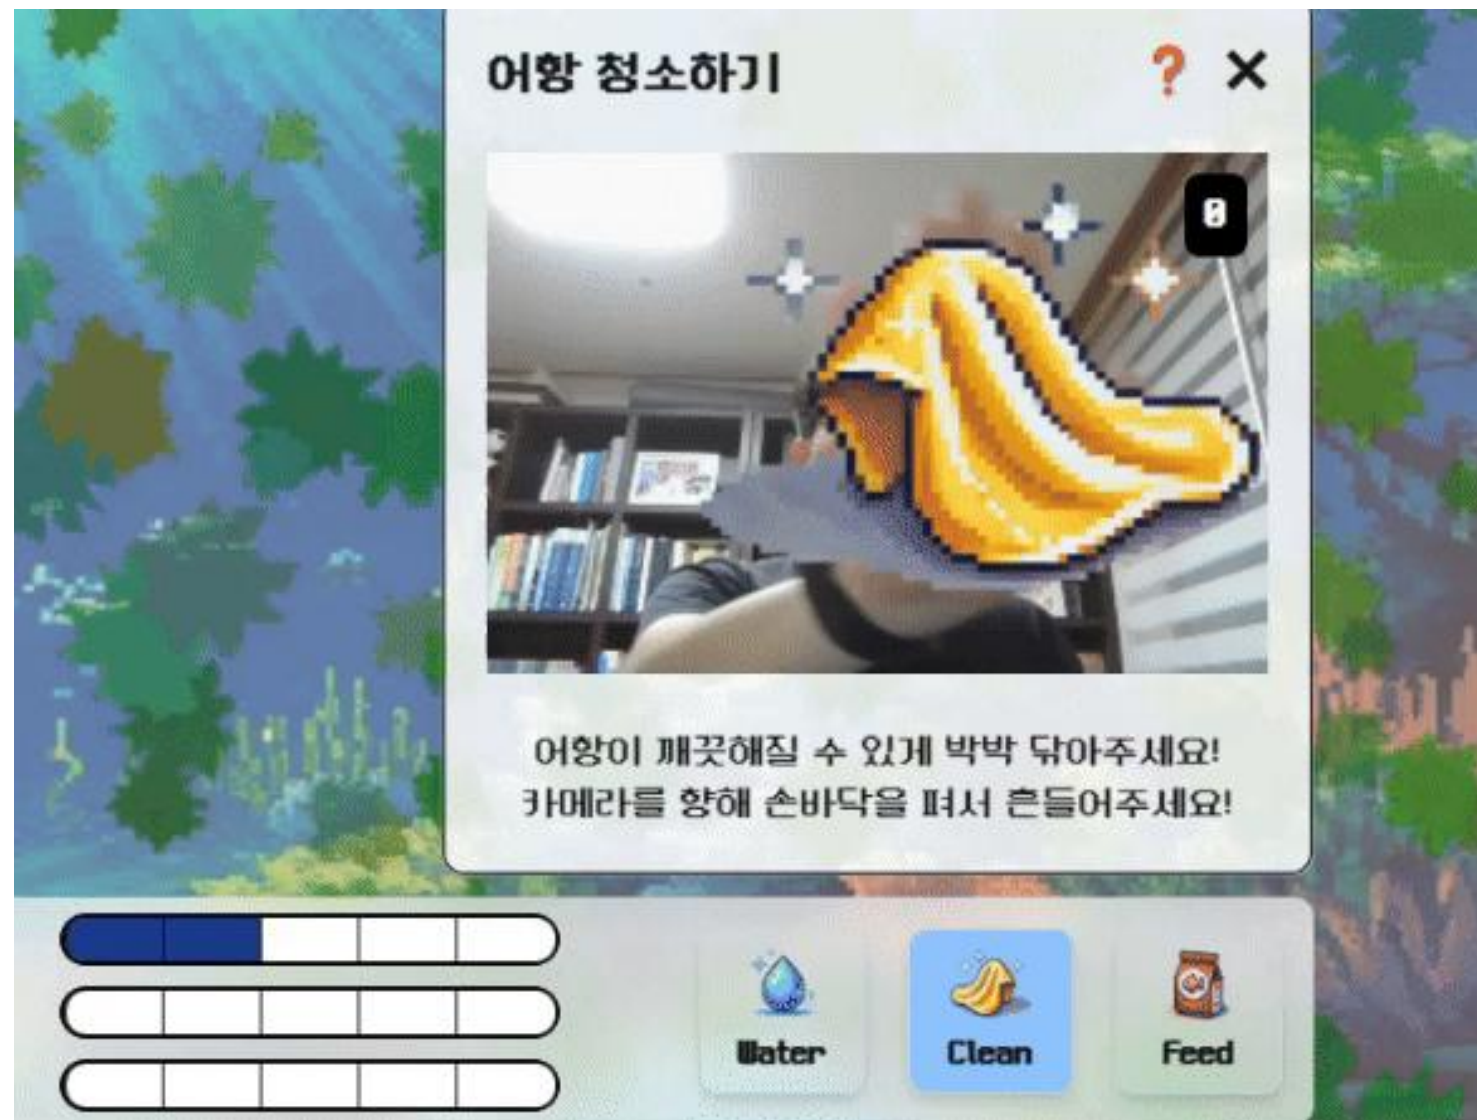 어항 청소하기
❓ ✕
0
어항이 깨끗해질 수 있게 박박 닦아주세요!
카메라를 향해 손바닥을 펴서 흔들어주세요!
Water
Clean
Feed